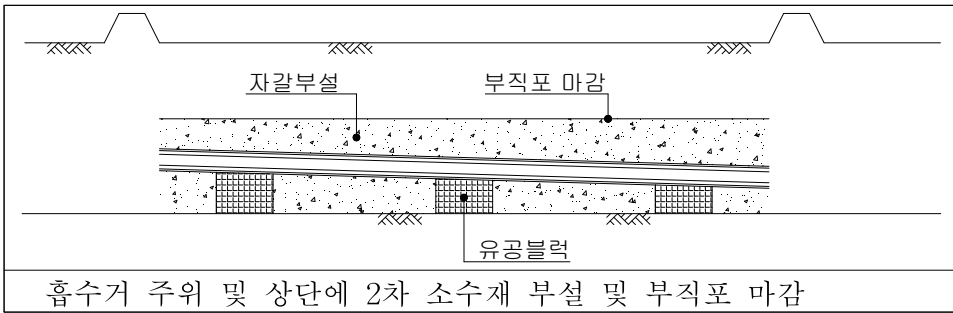 자갈부설
부직포 마감
유공블럭
흡수거 주위 및 상단에 2차 소수재 부설 및 부직포 마감